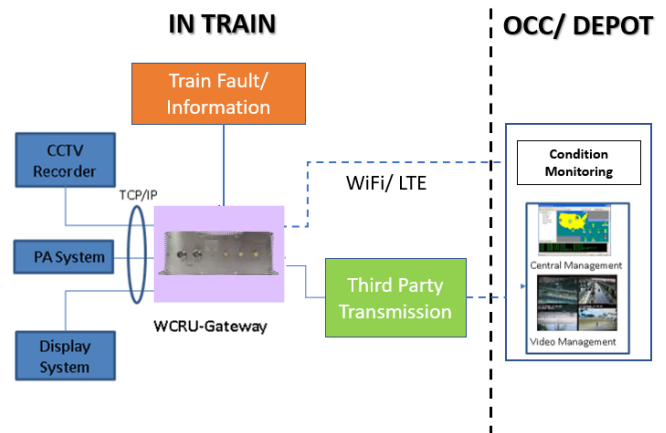 IN TRAIN
OCC/ DEPOT
Train Fault/
Information
CCTV
Recorder
TCP/IP
PA System
Display
System
WCRU-Gateway
WiFi/ LTE
Third Party
Transmission
Condition
Monitoring
Central Management
Video Management